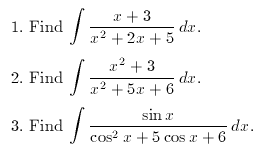 1. Find ∫ (x + 3)/(x² + 2x + 5) dx.
2. Find ∫ (x² + 3)/(x² + 5x + 6) dx.
3. Find ∫ (sin x)/(cos² x + 5 cos x + 6) dx.